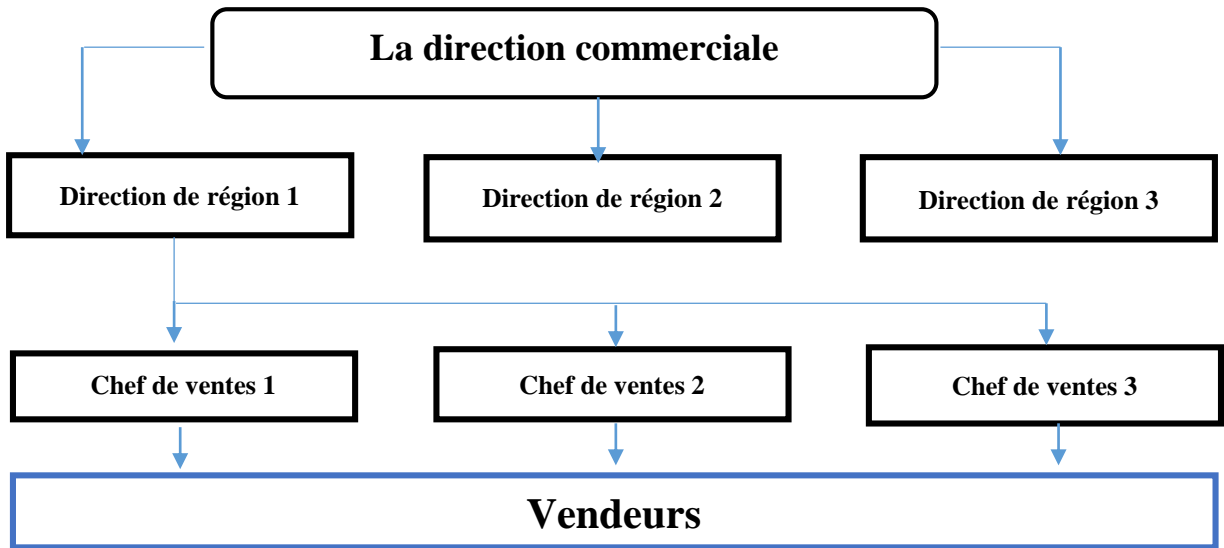 La direction commerciale
Direction de région 1
Direction de région 2
Direction de région 3
Chef de ventes 1
Chef de ventes 2
Chef de ventes 3
Vendeurs